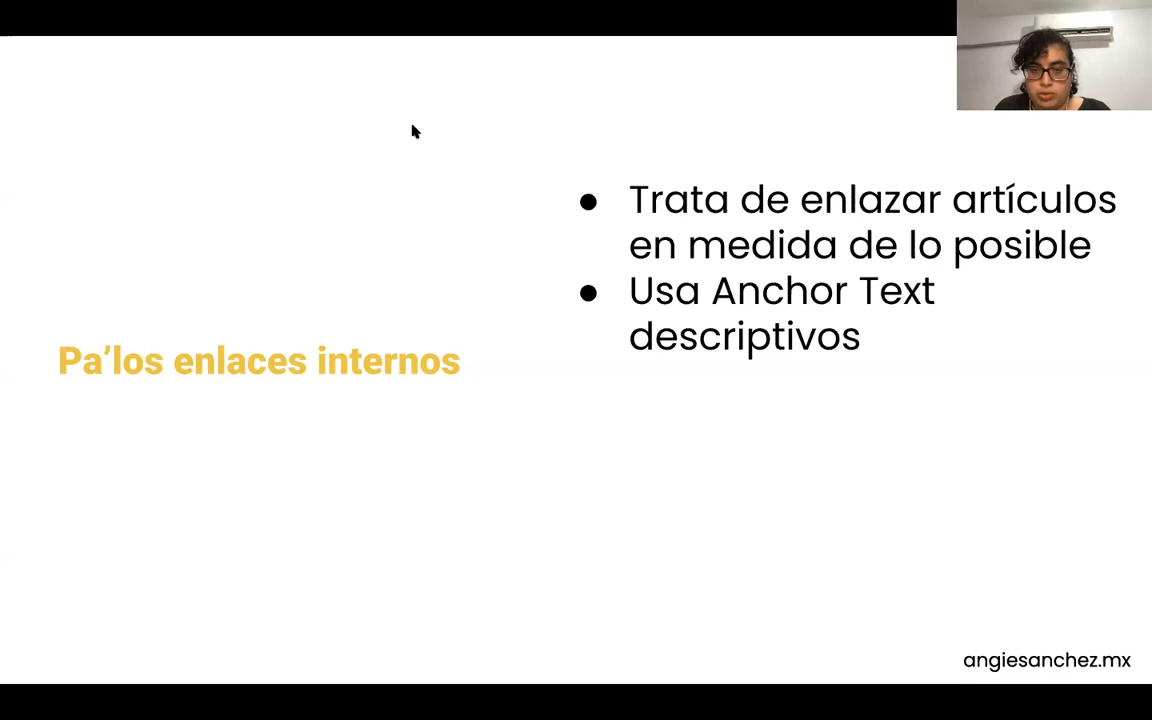 Trata de enlazar artículos
en medida de lo posible
Usa Anchor Text
descriptivos
Pa’los enlaces internos
angiesanchez.mx